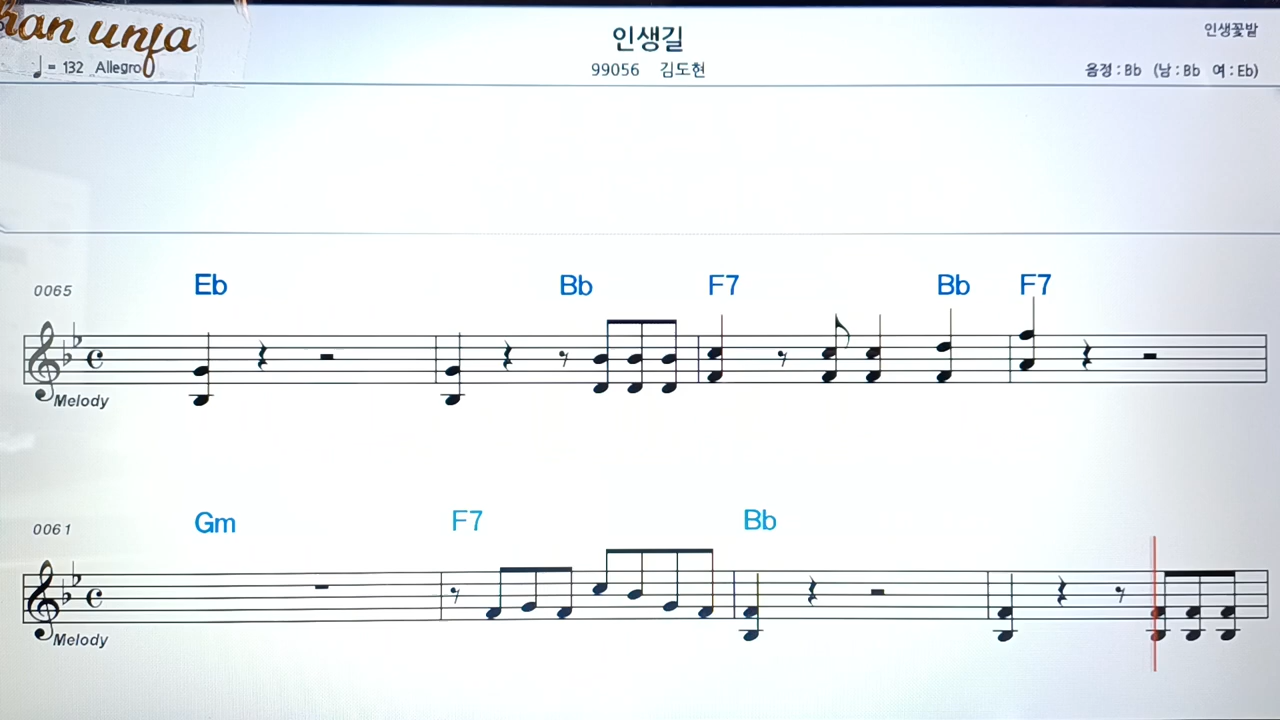 han unja
인생길
인생꽃밭
♩= 132 Allegro
99056 김도현
음정 : Bb (남 : Bb 여 : Eb)
0065 Eb Bb F7 Bb F7
Melody
0061 Gm F7 Bb
Melody